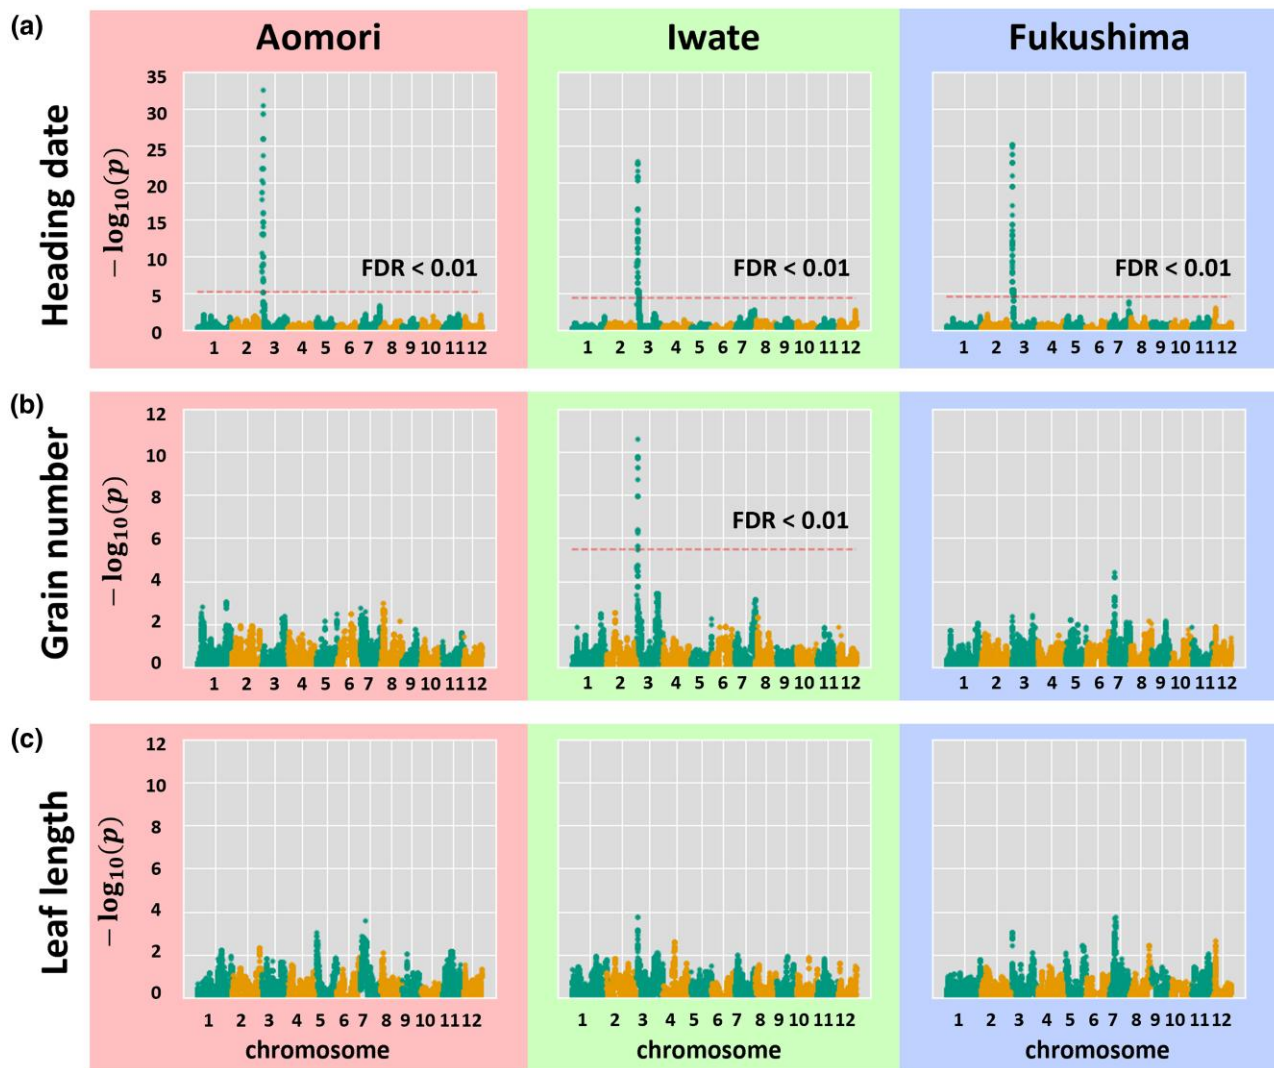 (a)
Aomori
Iwate
Fukushima
Heading date
− log₁₀(p)
35
30
25
20
15
10
5
0
FDR < 0.01
FDR < 0.01
FDR < 0.01
1 2 3 4 5 6 7 8 9 10 11 12
1 2 3 4 5 6 7 8 9 10 11 12
1 2 3 4 5 6 7 8 9 10 11 12
(b)
Grain number
− log₁₀(p)
12
10
8
6
4
2
0
FDR < 0.01
1 2 3 4 5 6 7 8 9 10 11 12
1 2 3 4 5 6 7 8 9 10 11 12
1 2 3 4 5 6 7 8 9 10 11 12
(c)
Leaf length
− log₁₀(p)
12
10
8
6
4
2
0
1 2 3 4 5 6 7 8 9 10 11 12
1 2 3 4 5 6 7 8 9 10 11 12
1 2 3 4 5 6 7 8 9 10 11 12
chromosome
chromosome
chromosome